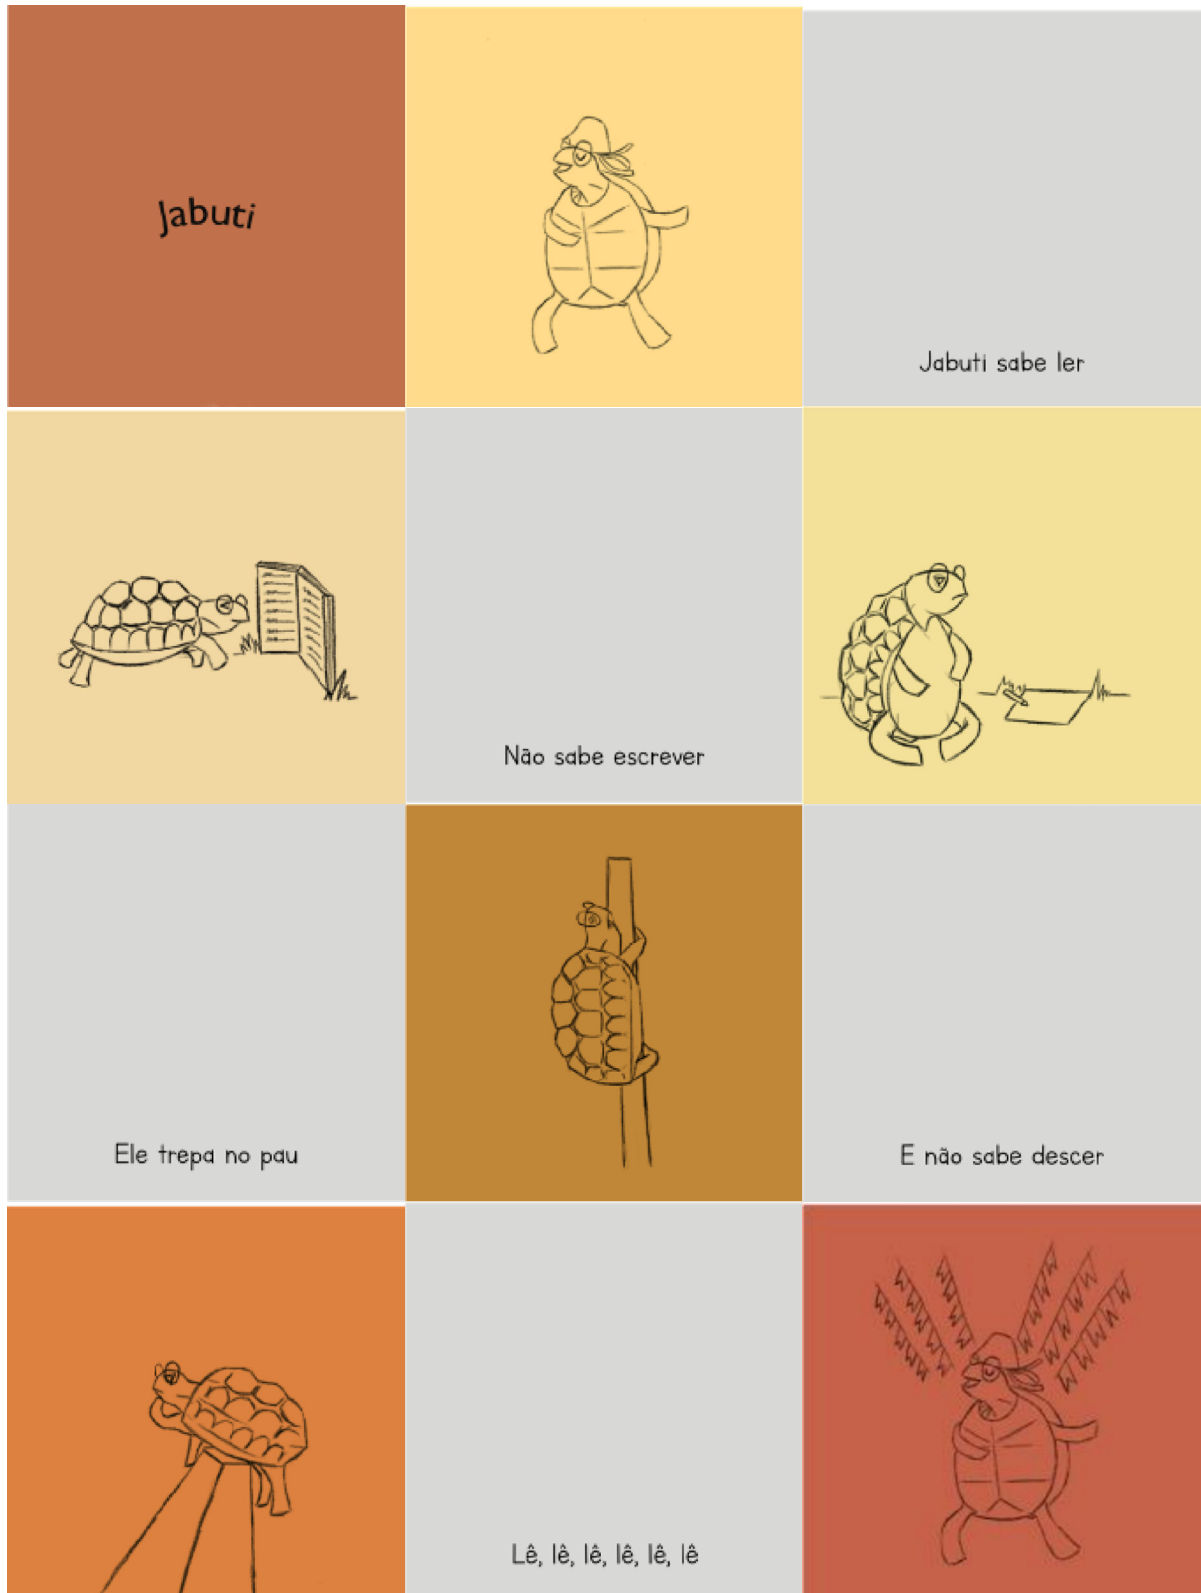 Jabuti
Jabuti sabe ler
Não sabe escrever
Ele trepa no pau
E não sabe descer
Lê, lê, lê, lê, lê, lê